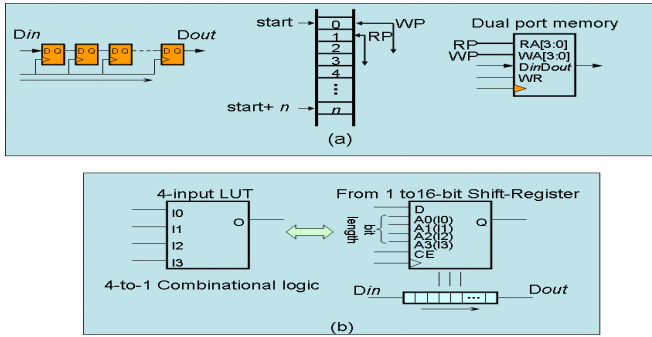 Din
D Q
D Q
D Q
D Q
Dout
start
0
1
2
3
4
⋮
n
start+ n
WP
RP
Dual port memory
RP
WP
RA[3:0]
WA[3:0]
DinDout
WR
(a)
4-input LUT
I0
I1
I2
I3
O
4-to-1 Combinational logic
From 1 to16-bit Shift-Register
bit
length
D
A0(I0)
A1(I1)
A2(I2)
A3(I3)
CE
Q
Din
...
Dout
(b)